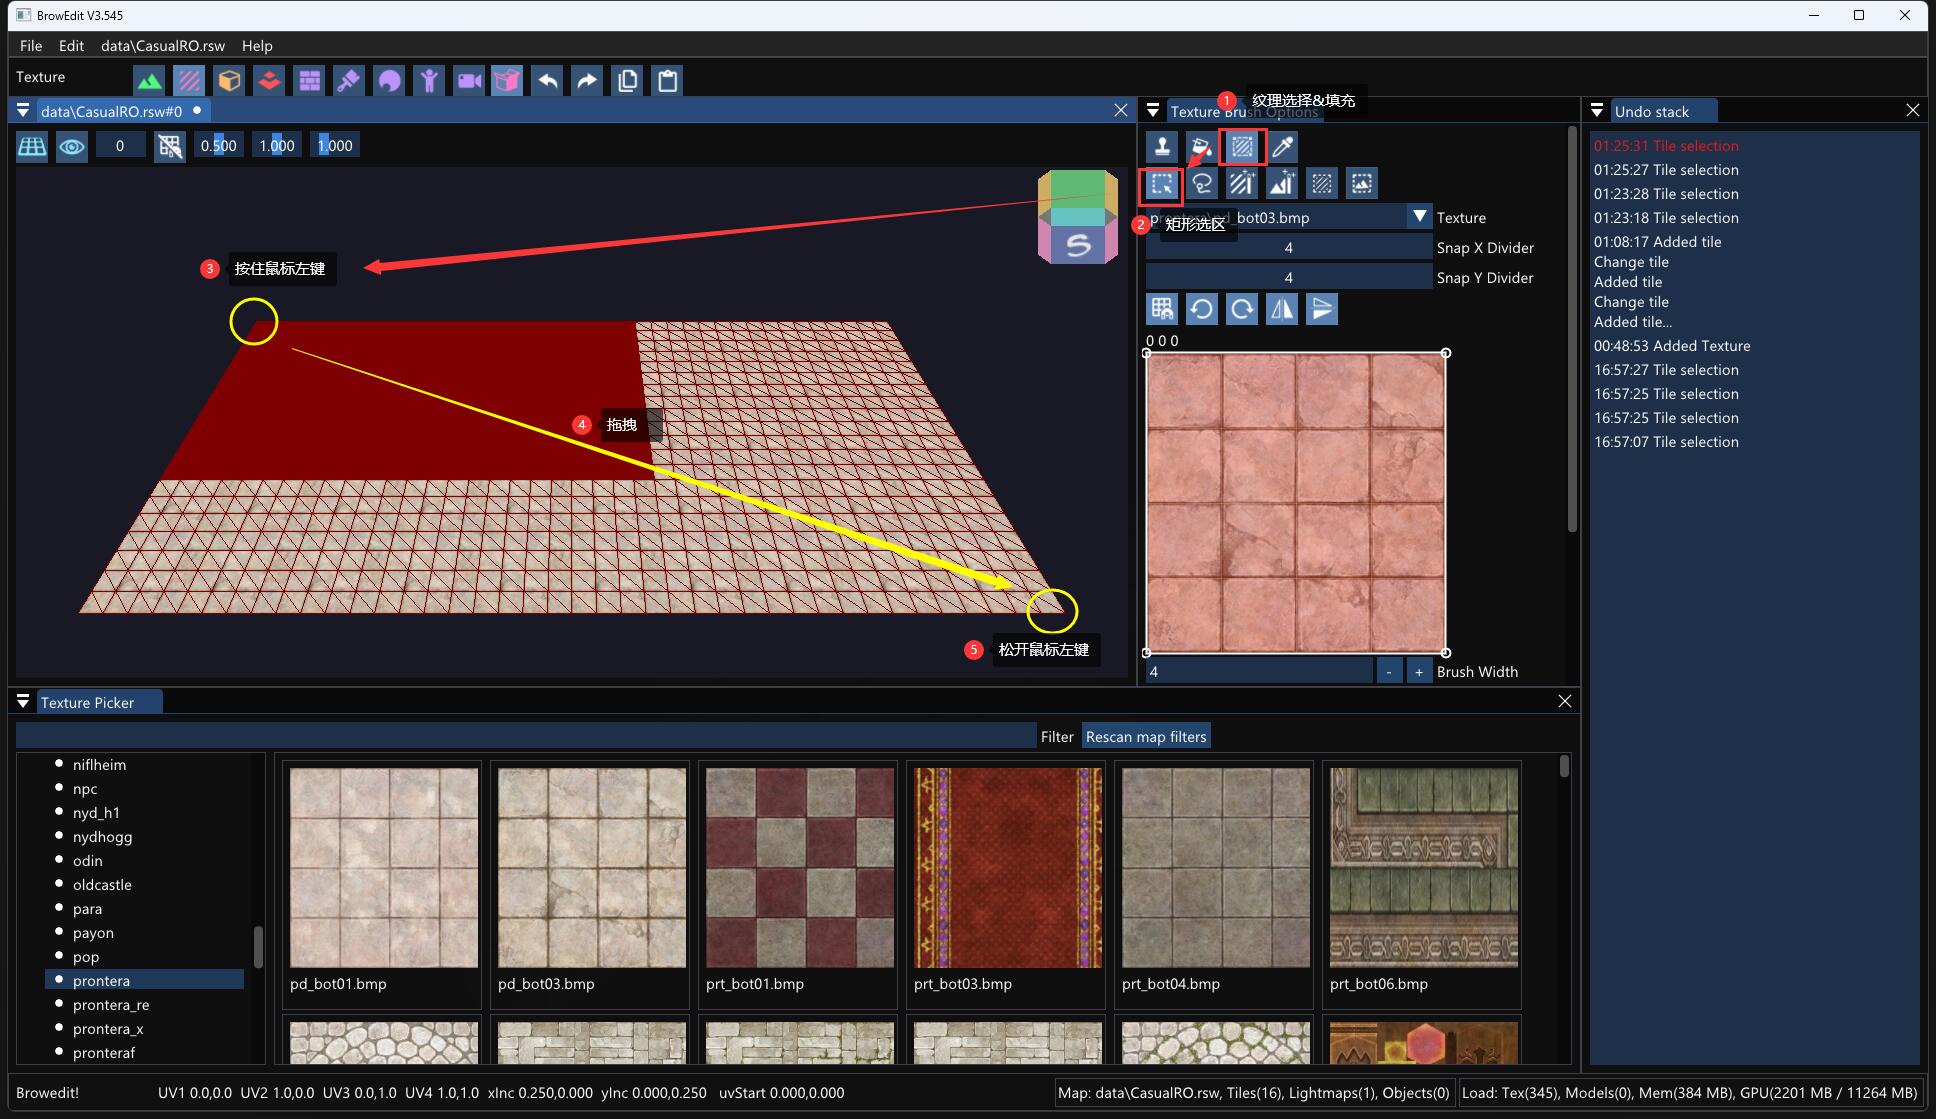 BrowEdit V3.545
File Edit data\CasualRO.rsw Help
Texture
data\CasualRO.rsw#0
0 0.500 1.000 1.000
S
1 纹理选择&填充
Texture Brush Options
2 矩形选区
bot03.bmp Texture
4 Snap X Divider
4 Snap Y Divider
0 0 0
4 - + Brush Width
3 按住鼠标左键
4 拖拽
5 松开鼠标左键
Undo stack
01:25:31 Tile selection
01:25:27 Tile selection
01:23:28 Tile selection
01:23:18 Tile selection
01:08:17 Added tile
Change tile
Added tile
Change tile
Added tile...
00:48:53 Added Texture
16:57:27 Tile selection
16:57:25 Tile selection
16:57:25 Tile selection
16:57:07 Tile selection
Texture Picker
Filter Rescan map filters
niflheim
npc
nyd_h1
nydhogg
odin
oldcastle
para
payon
pop
prontera
prontera_re
prontera_x
pronteraf
pd_bot01.bmp
pd_bot03.bmp
prt_bot01.bmp
prt_bot03.bmp
prt_bot04.bmp
prt_bot06.bmp
Browedit! UV1 0.0,0.0 UV2 1.0,0.0 UV3 0.0,1.0 UV4 1.0,1.0 xInc 0.250,0.000 yInc 0.000,0.250 uvStart 0.000,0.000
Map: data\CasualRO.rsw, Tiles(16), Lightmaps(1), Objects(0)
Load: Tex(345), Models(0), Mem(384 MB), GPU(2201 MB / 11264 MB)